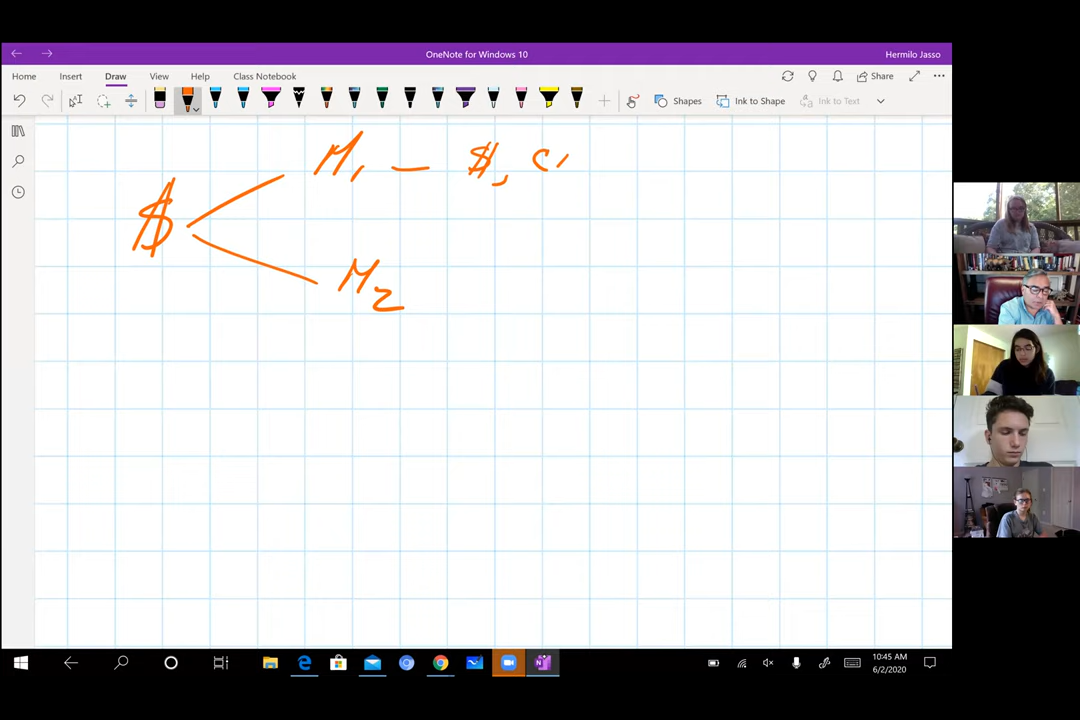 OneNote for Windows 10
Hermilo Jasso
Home Insert Draw View Help Class Notebook
Share
Shapes Ink to Shape Ink to Text
$ M1 — $,
M2
10:45 AM
6/2/2020